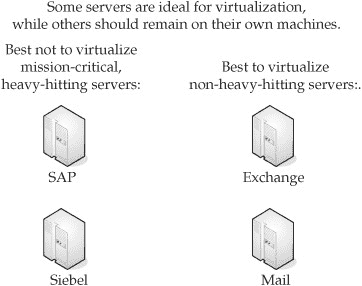 Some servers are ideal for virtualization,
while others should remain on their own machines.
Best not to virtualize
mission-critical,
heavy-hitting servers:
Best to virtualize
non-heavy-hitting servers:.
SAP
Exchange
Siebel
Mail